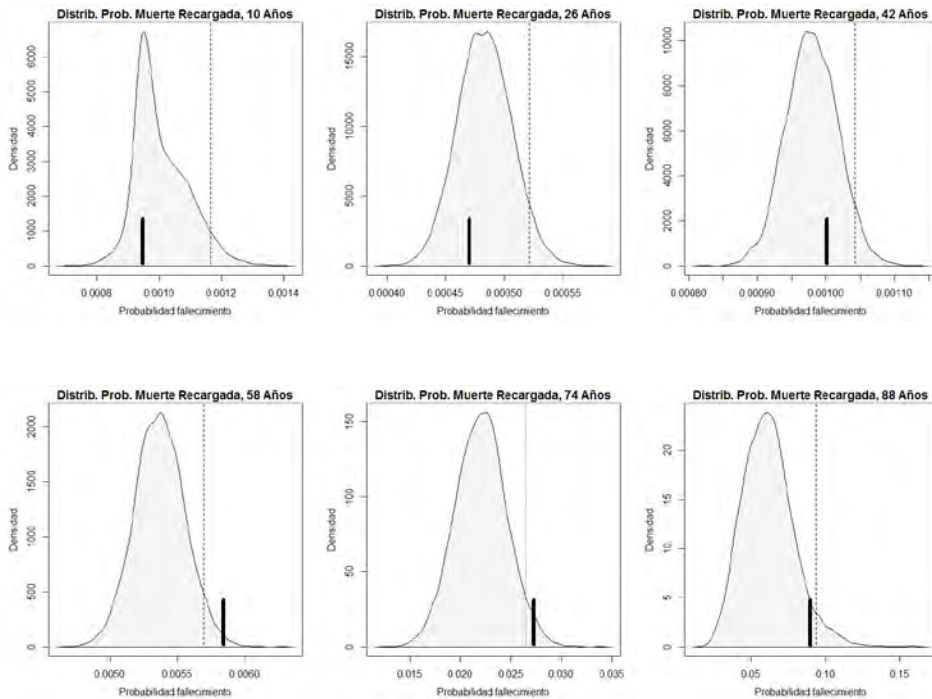 Distrib. Prob. Muerte Recargada, 10 Años
Densidad
0 1000 2000 3000 4000 5000 6000
0.0008 0.0010 0.0012 0.0014
Probabilidad fallecimiento
Distrib. Prob. Muerte Recargada, 26 Años
Densidad
0 5000 10000 15000
0.00040 0.00045 0.00050 0.00055
Probabilidad fallecimiento
Distrib. Prob. Muerte Recargada, 42 Años
Densidad
0 2000 4000 6000 8000 10000
0.00080 0.00090 0.00100 0.00110
Probabilidad fallecimiento
Distrib. Prob. Muerte Recargada, 58 Años
Densidad
0 500 1000 1500 2000
0.0050 0.0055 0.0060
Probabilidad fallecimiento
Distrib. Prob. Muerte Recargada, 74 Años
Densidad
0 50 100 150
0.015 0.020 0.025 0.030 0.035
Probabilidad fallecimiento
Distrib. Prob. Muerte Recargada, 88 Años
Densidad
0 5 10 15 20
0.05 0.10 0.15
Probabilidad fallecimiento